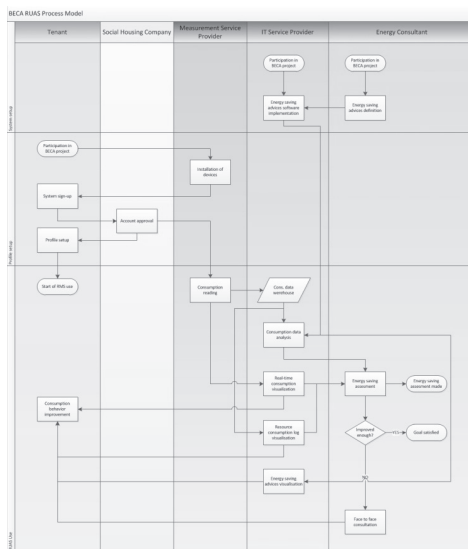 BECA RUAS Process Model
Tenant
Social Housing Company
Measurement Service
Provider
IT Service Provider
Energy Consultant
System setup
Participation in
BECA project
Participation in
BECA project
Energy saving
advices software
implementation
Energy saving
advices definition
Profile setup
Participation in
BECA project
Installation of
devices
System sign-up
Account approval
Profile setup
RUAS Use
Start of RMS use
Consumption
reading
Cons. data
warehouse
Consumption data
analysis
Real-time
consumption
visualization
Energy saving
assessment
Energy saving
assessment made
Consumption
behavior
improvement
Resource
consumption log
visualization
Improved
enough?
YES
Goal satisfied
Energy saving
advices visualization
NO
Face to face
consultation